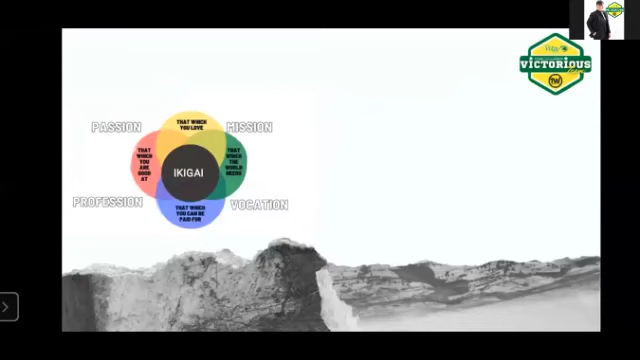 VICTORIOUS
TW
PASSION
MISSION
THAT WHICH
YOU LOVE
THAT
WHICH
YOU
ARE
GOOD
AT
THAT
WHICH
THE
WORLD
NEEDS
IKIGAI
PROFESSION
VOCATION
THAT WHICH
YOU CAN BE
PAID FOR